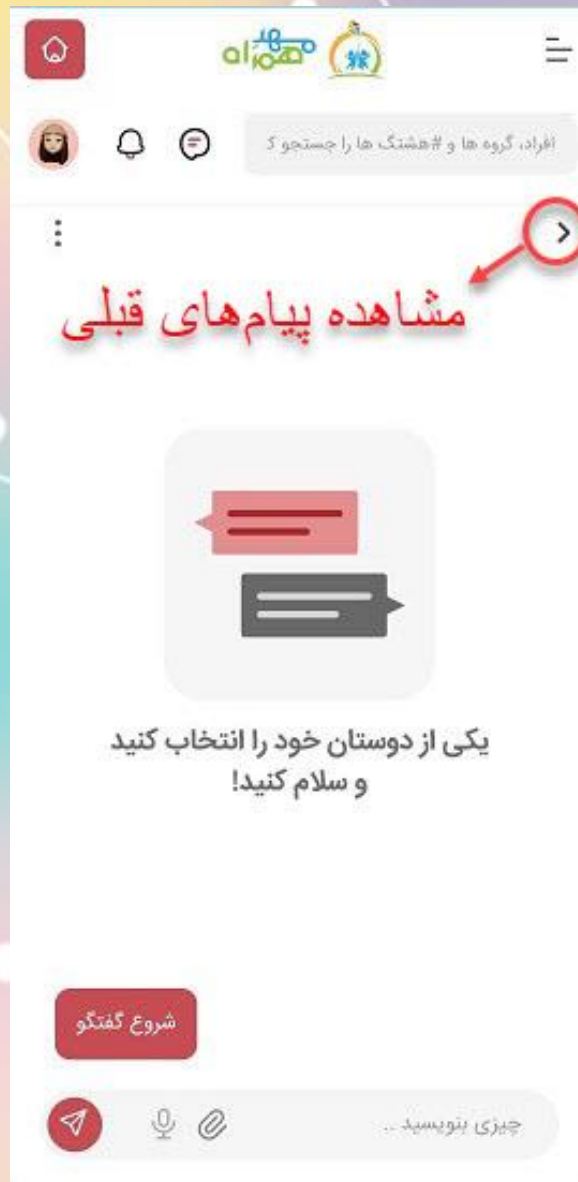 مهد همراه
افراد، گروه ها و #هشتگ ها را جستجو ک
مشاهده پیام‌های قبلی
یکی از دوستان خود را انتخاب کنید
و سلام کنید!
شروع گفتگو
چیزی بنویسید ..